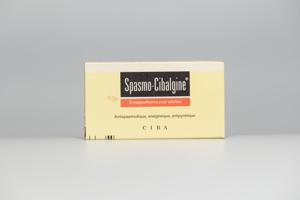 Spasmo-Cibalgine®
5 suppositoires pour adultes
Antispasmodique, analgésique, antipyrétique
CIBA